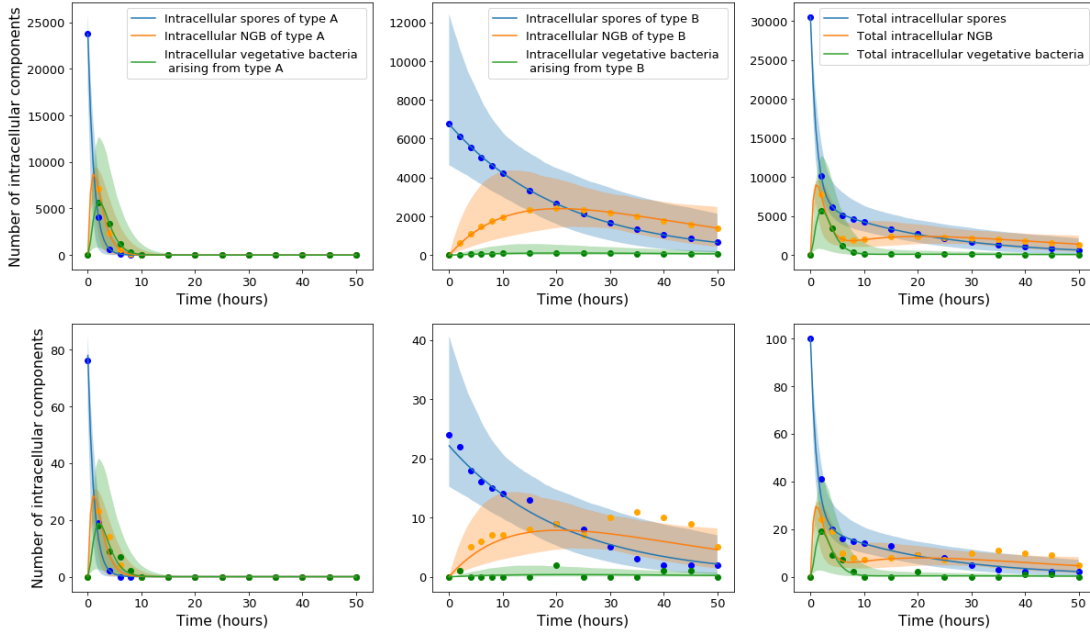 Number of intracellular components
25000
20000
15000
10000
5000
0
Intracellular spores of type A
Intracellular NGB of type A
Intracellular vegetative bacteria
arising from type A
0 10 20 30 40 50
Time (hours)
12000
10000
8000
6000
4000
2000
0
Intracellular spores of type B
Intracellular NGB of type B
Intracellular vegetative bacteria
arising from type B
0 10 20 30 40 50
Time (hours)
30000
25000
20000
15000
10000
5000
0
Total intracellular spores
Total intracellular NGB
Total intracellular vegetative bacteria
0 10 20 30 40 50
Time (hours)
Number of intracellular components
80
60
40
20
0
0 10 20 30 40 50
Time (hours)
40
30
20
10
0
0 10 20 30 40 50
Time (hours)
100
80
60
40
20
0
0 10 20 30 40 50
Time (hours)